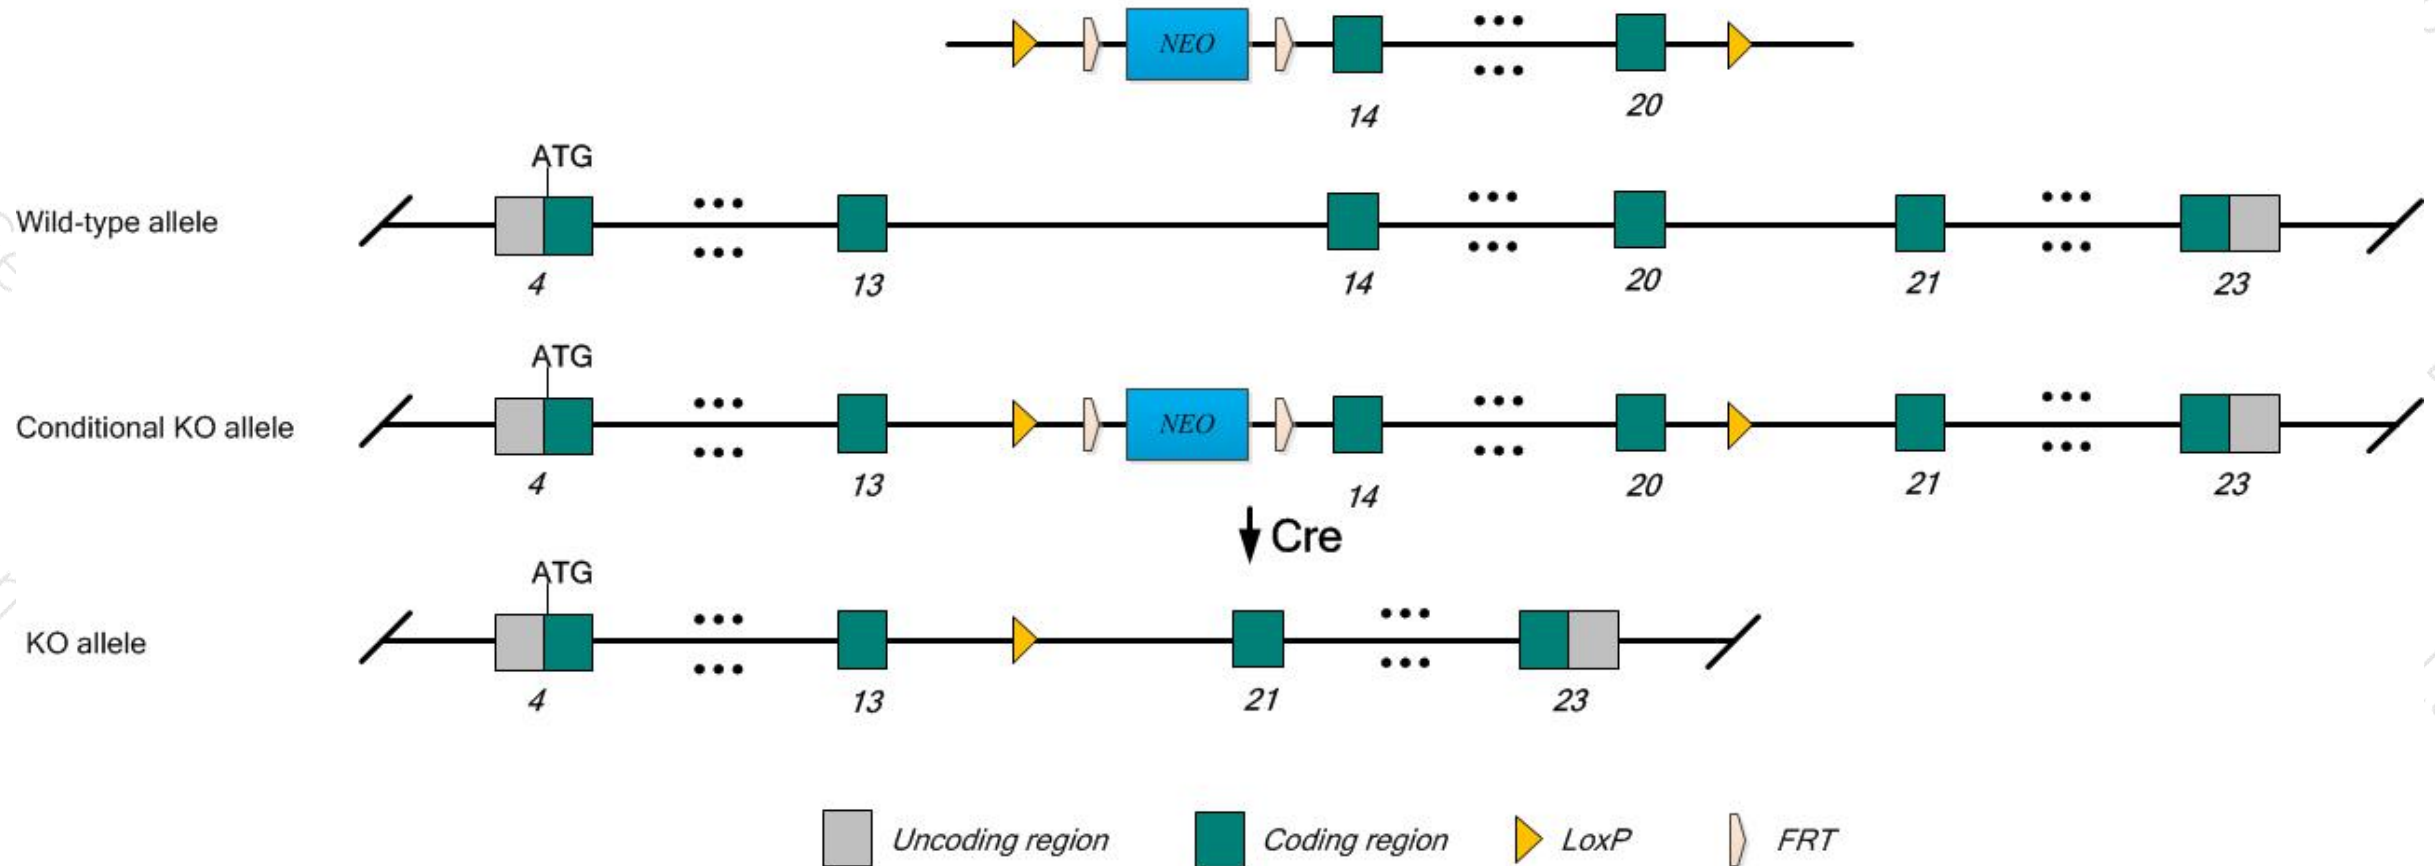 NEO
14 20
ATG
Wild-type allele
4 13 14 20 21 23
ATG
Conditional KO allele
NEO
4 13 14 20 21 23
Cre
ATG
KO allele
4 13 21 23
Uncoding region Coding region LoxP FRT